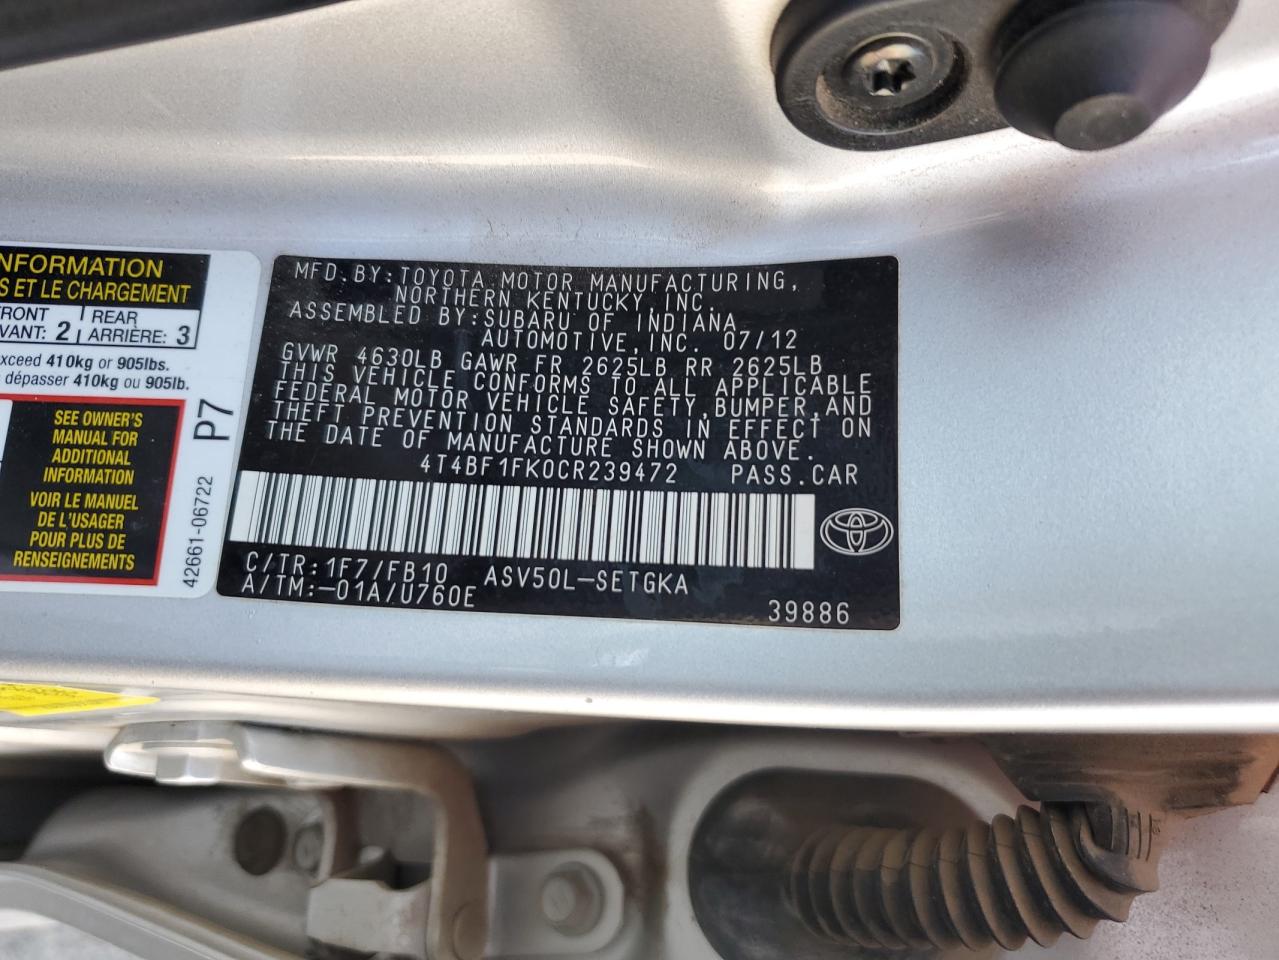 NFORMATION
S ET LE CHARGEMENT
FRONT
VANT: 2
REAR
ARRIÈRE: 3
xceed 410kg or 905lbs.
dépasser 410kg ou 905lb.
SEE OWNER'S
MANUAL FOR
ADDITIONAL
INFORMATION
VOIR LE MANUEL
DE L'USAGER
POUR PLUS DE
RENSEIGNEMENTS
P7
42661-06722
MFD.BY:TOYOTA MOTOR MANUFACTURING,
NORTHERN KENTUCKY,INC.
ASSEMBLED BY:SUBARU OF INDIANA
AUTOMOTIVE,INC. 07/12
GVWR 4630LB GAWR FR 2625LB RR 2625LB
THIS VEHICLE CONFORMS TO ALL APPLICABLE
FEDERAL MOTOR VEHICLE SAFETY,BUMPER,AND
THEFT PREVENTION STANDARDS IN EFFECT ON
THE DATE OF MANUFACTURE SHOWN ABOVE.
4T4BF1FK0CR239472 PASS.CAR
C/TR:1F7/FB10 ASV50L-SETGKA
A/TM:-01A/U760E
39886